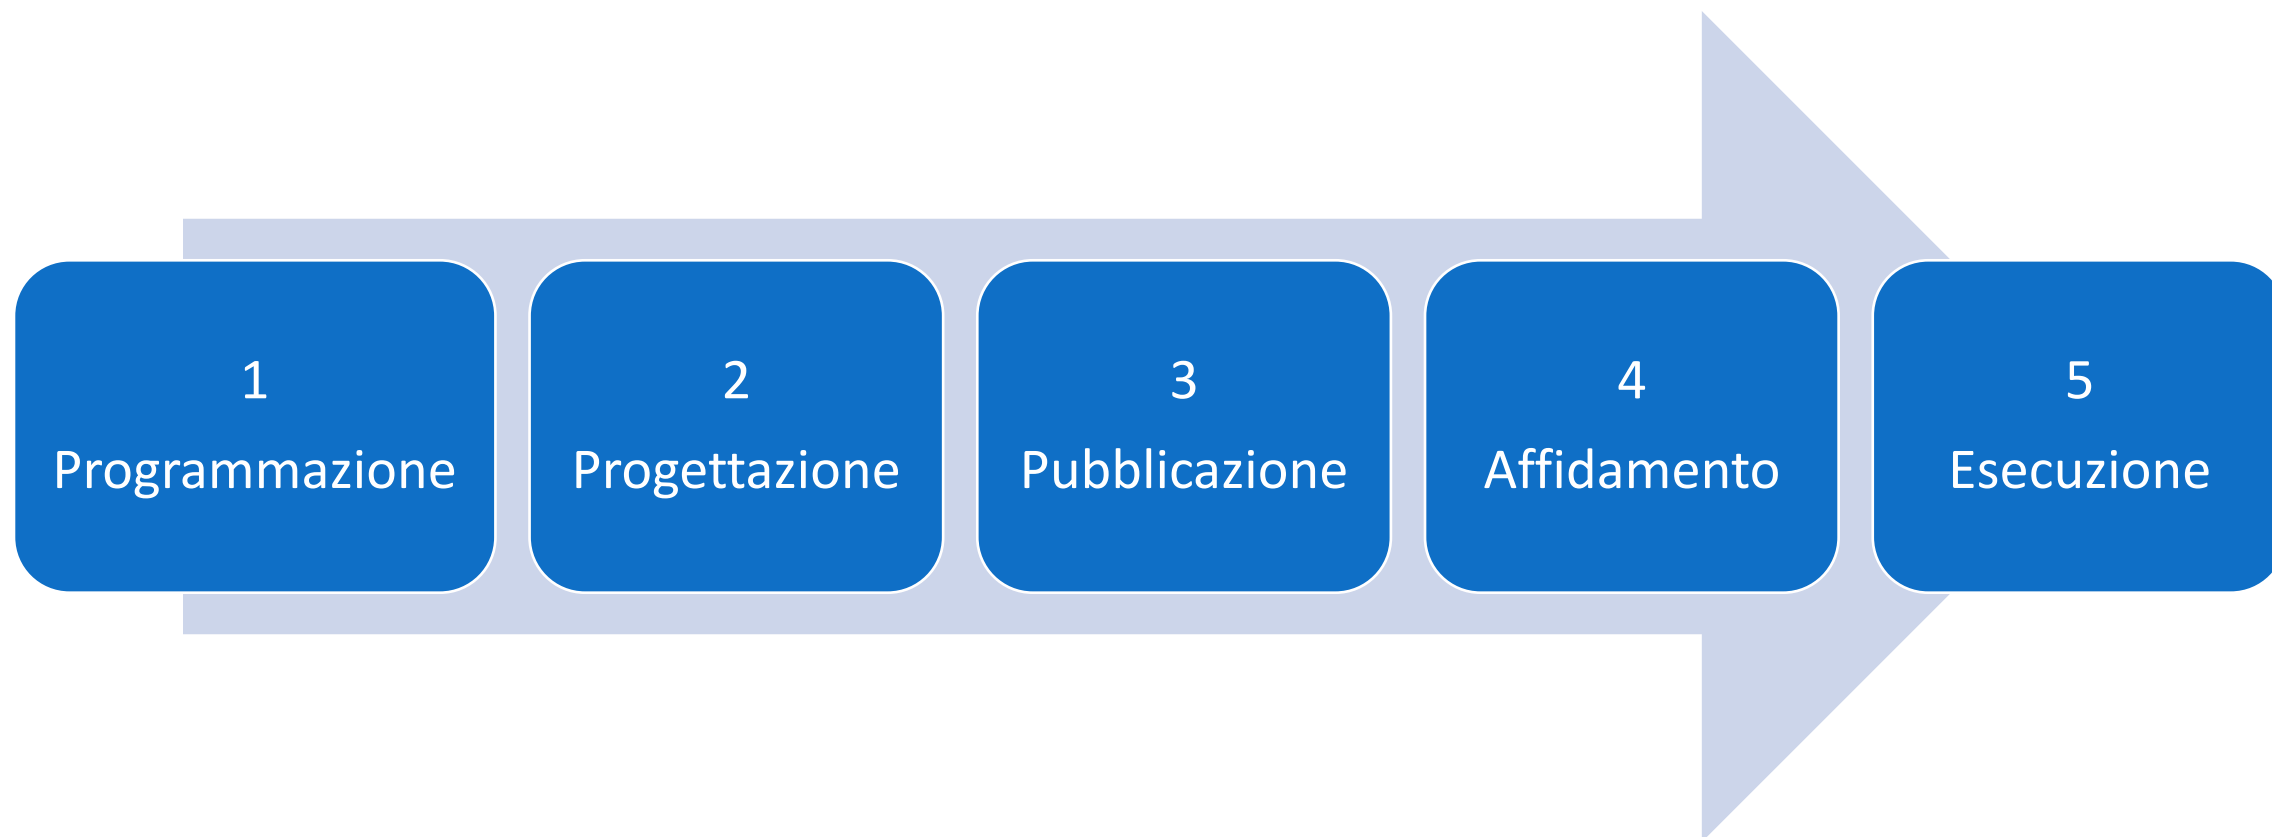 1
Programmazione
2
Progettazione
3
Pubblicazione
4
Affidamento
5
Esecuzione